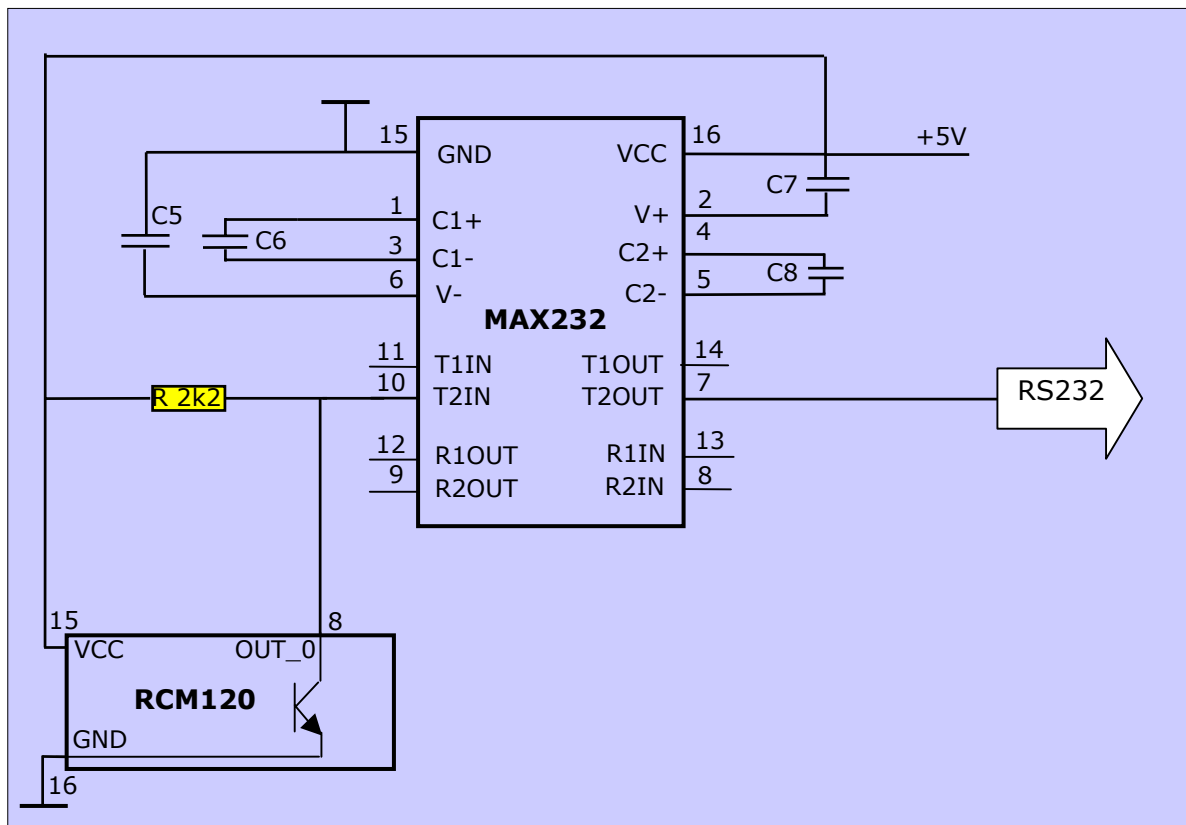 15
GND
VCC
16
+5V
C7
C5
C6
1
C1+
3
C1-
6
V-
2
V+
4
C2+
5
C2-
C8
MAX232
11
T1IN
10
T2IN
T1OUT
14
T2OUT
7
RS232
R 2k2
12
R1OUT
9
R2OUT
R1IN
13
R2IN
8
15
VCC
8
OUT_0
RCM120
GND
16